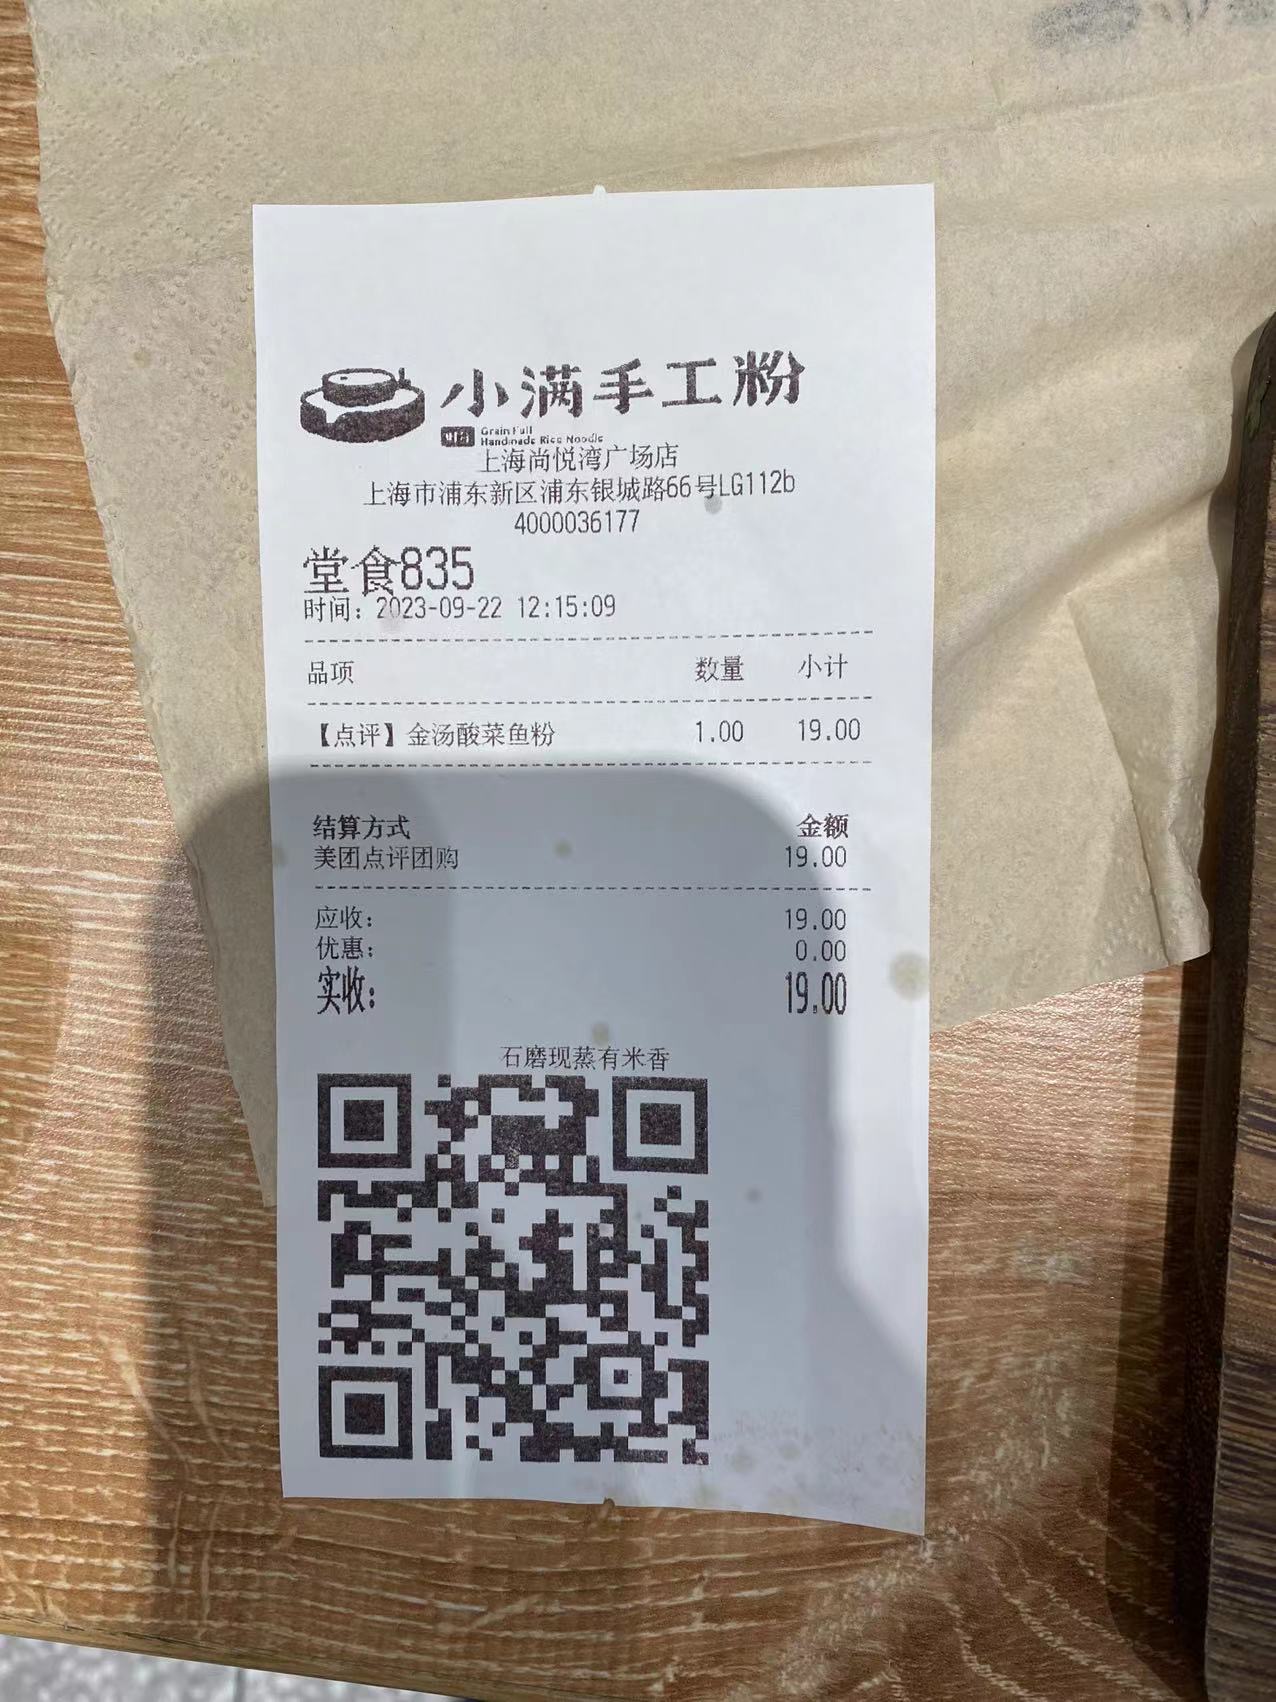 小满手工粉
Grain Full
Handmade Rice Noodle
上海尚悦湾广场店
上海市浦东新区浦东银城路66号LG112b
4000036177
堂食835
时间：2023-09-22 12:15:09
品项 数量 小计
【点评】金汤酸菜鱼粉 1.00 19.00
结算方式 金额
美团点评团购 19.00
应收： 19.00
优惠： 0.00
实收： 19.00
石磨现蒸有米香